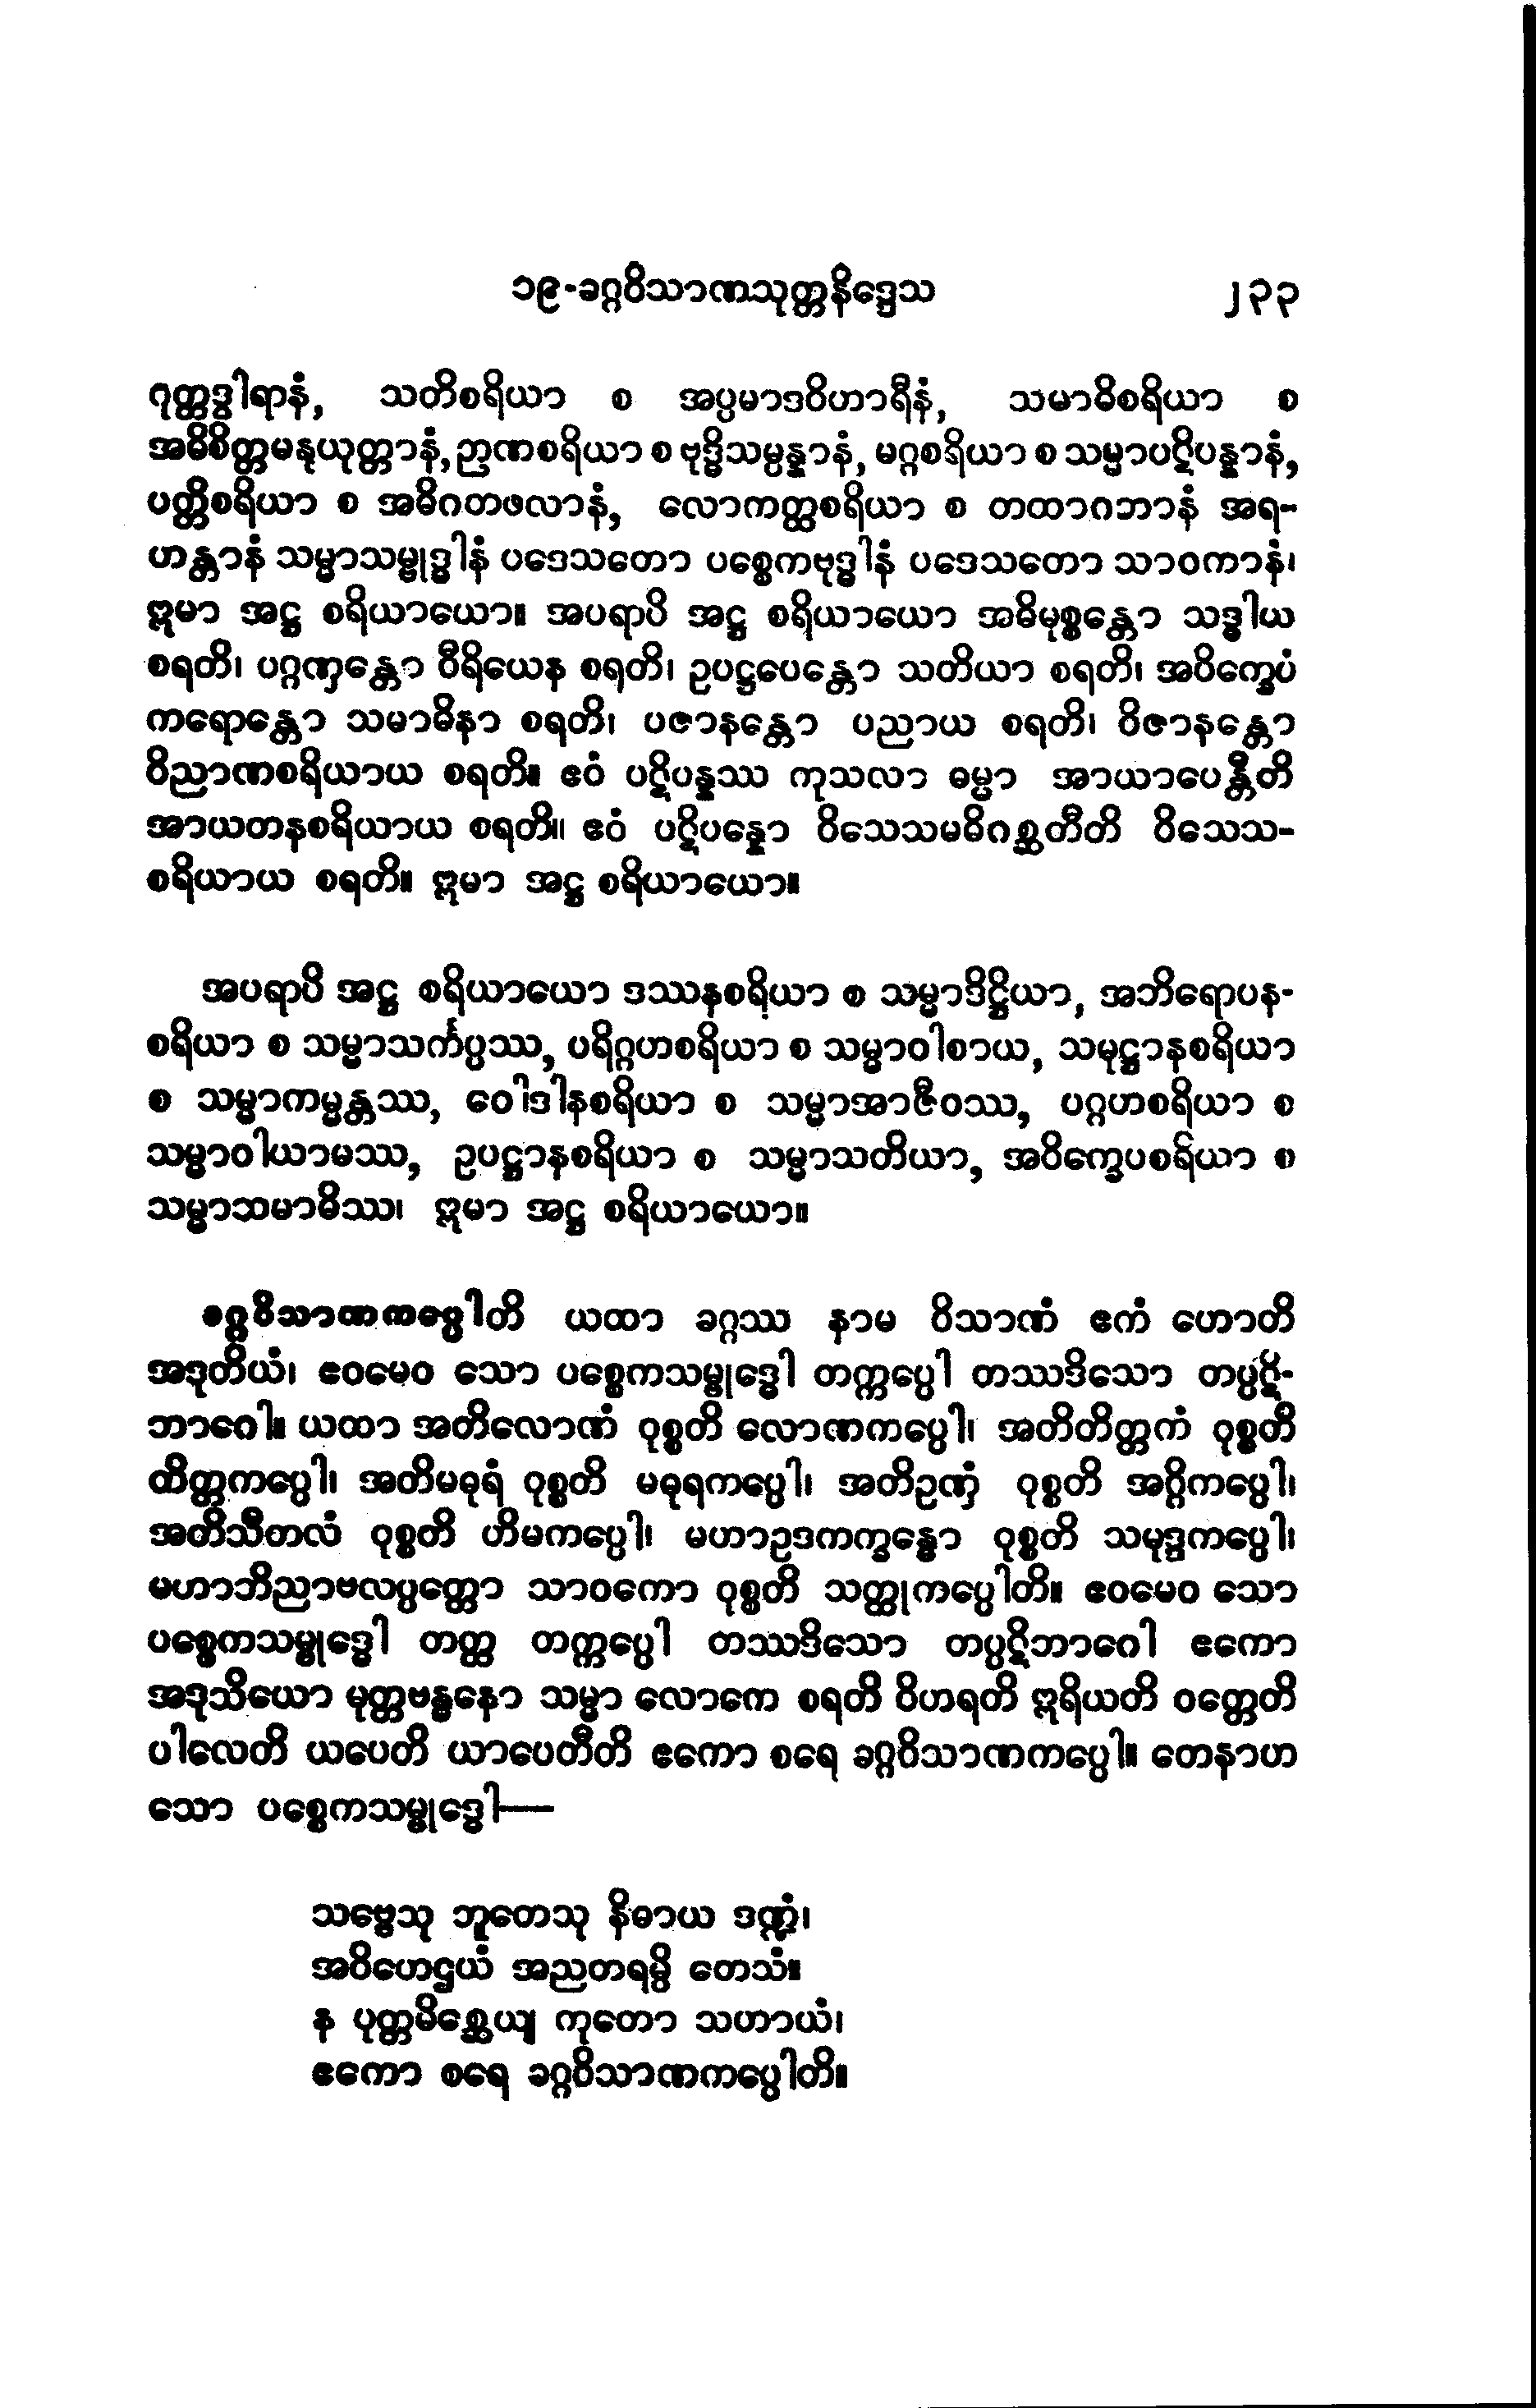 ၁၉-ခဂ္ဂဝိသာဏသုတ္တနိဒ္ဒေသ ၂၃၃
ဂုတ္တဒွါရာနံ, သတိစရိယာ စ အပ္ပမာဒဝိဟာရီနံ, သမာဓိစရိယာ စ
အဓိစိတ္တမနုယုတ္တာနံ, ဉာဏစရိယာ စ ဗုဒ္ဓိသမ္ပန္နာနံ, မဂ္ဂစရိယာ စ သမ္မာပဋိပန္နာနံ,
ပတ္တိစရိယာ စ အဓိဂတဖလာနံ, လောကတ္ထစရိယာ စ တထာဂတာနံ အရ-
ဟန္တာနံ သမ္မာသမ္ဗုဒ္ဓါနံ ပဒေသတော ပစ္စေကဗုဒ္ဓါနံ ပဒေသတော သာဝကာနံ၊
ဣမာ အဋ္ဌ စရိယာယော။ အပရာပိ အဋ္ဌ စရိယာယော အဓိမုစ္စန္တော သဒ္ဓါယ
စရတိ၊ ပဂ္ဂဏှန္တော ဝီရိယေန စရတိ၊ ဥပဋ္ဌပေန္တော သတိယာ စရတိ၊ အဝိက္ခေပံ
ကရောန္တော သမာဓိနာ စရတိ၊ ပဇာနန္တော ပညာယ စရတိ၊ ဝိဇာနန္တော
ဝိညာဏစရိယာယ စရတိ။ ဧဝံ ပဋိပန္နဿ ကုသလာ ဓမ္မာ အာယာပေန္တီတိ
အာယတနစရိယာယ စရတိ။ ဧဝံ ပဋိပန္နော ဝိသေသမဓိဂစ္ဆတီတိ ဝိသေသ-
စရိယာယ စရတိ။ ဣမာ အဋ္ဌ စရိယာယော။
အပရာပိ အဋ္ဌ စရိယာယော ဒဿနစရိယာ စ သမ္မာဒိဋ္ဌိယာ, အဘိရောပန-
စရိယာ စ သမ္မာသင်္ကပ္ပဿ, ပရိဂ္ဂဟစရိယာ စ သမ္မာဝါစာယ, သမုဋ္ဌာနစရိယာ
စ သမ္မာကမ္မန္တဿ, ဝေါဒါနစရိယာ စ သမ္မာအာဇီဝဿ, ပဂ္ဂဟစရိယာ စ
သမ္မာဝါယာမဿ, ဥပဋ္ဌာနစရိယာ စ သမ္မာသတိယာ, အဝိက္ခေပစရိယာ စ
သမ္မာသမာဓိဿ၊ ဣမာ အဋ္ဌ စရိယာယော။
ခဂ္ဂဝိသာဏကပ္ပေါတိ ယထာ ခဂ္ဂဿ နာမ ဝိသာဏံ ဧကံ ဟောတိ
အဒုတိယံ၊ ဧဝမေဝ သော ပစ္စေကသမ္ဗုဒ္ဓေါ တက္ကပ္ပေါ တဿဒိသော တပ္ပဋိ-
ဘာဂေါ။ ယထာ အတိလောဏံ ဝုစ္စတိ လောဏကပ္ပေါ၊ အတိတိတ္တကံ ဝုစ္စတိ
တိတ္တကပ္ပေါ၊ အတိမဓုရံ ဝုစ္စတိ မဓုရကပ္ပေါ၊ အတိဥဏှံ ဝုစ္စတိ အဂ္ဂိကပ္ပေါ၊
အတိသီတလံ ဝုစ္စတိ ဟိမကပ္ပေါ၊ မဟာဥဒကက္ခန္ဓော ဝုစ္စတိ သမုဒ္ဒကပ္ပေါ၊
မဟာဘိညာဗလပ္ပတ္တော သာဝကော ဝုစ္စတိ သတ္ထုကပ္ပေါတိ။ ဧဝမေဝ သော
ပစ္စေကသမ္ဗုဒ္ဓေါ တတ္ထ တက္ကပ္ပေါ တဿဒိသော တပ္ပဋိဘာဂေါ ဧကော
အဒုသိယော မုတ္တဗန္ဓနော သမ္မာ လောကေ စရတိ ဝိဟရတိ ဣရိယတိ ဝတ္တေတိ
ပါလေတိ ယပေတိ ယာပေတီတိ ဧကော စရေ ခဂ္ဂဝိသာဏကပ္ပေါ။ တေနာဟ
သော ပစ္စေကသမ္ဗုဒ္ဓေါ—
သဗ္ဗေသု ဘူတေသု နိဓာယ ဒဏ္ဍံ၊
အဝိဟေဌယံ အညတရမ္ပိ တေသံ။
န ပုတ္တမိစ္ဆေယျ ကုတော သဟာယံ၊
ဧကော စရေ ခဂ္ဂဝိသာဏကပ္ပေါတိ။